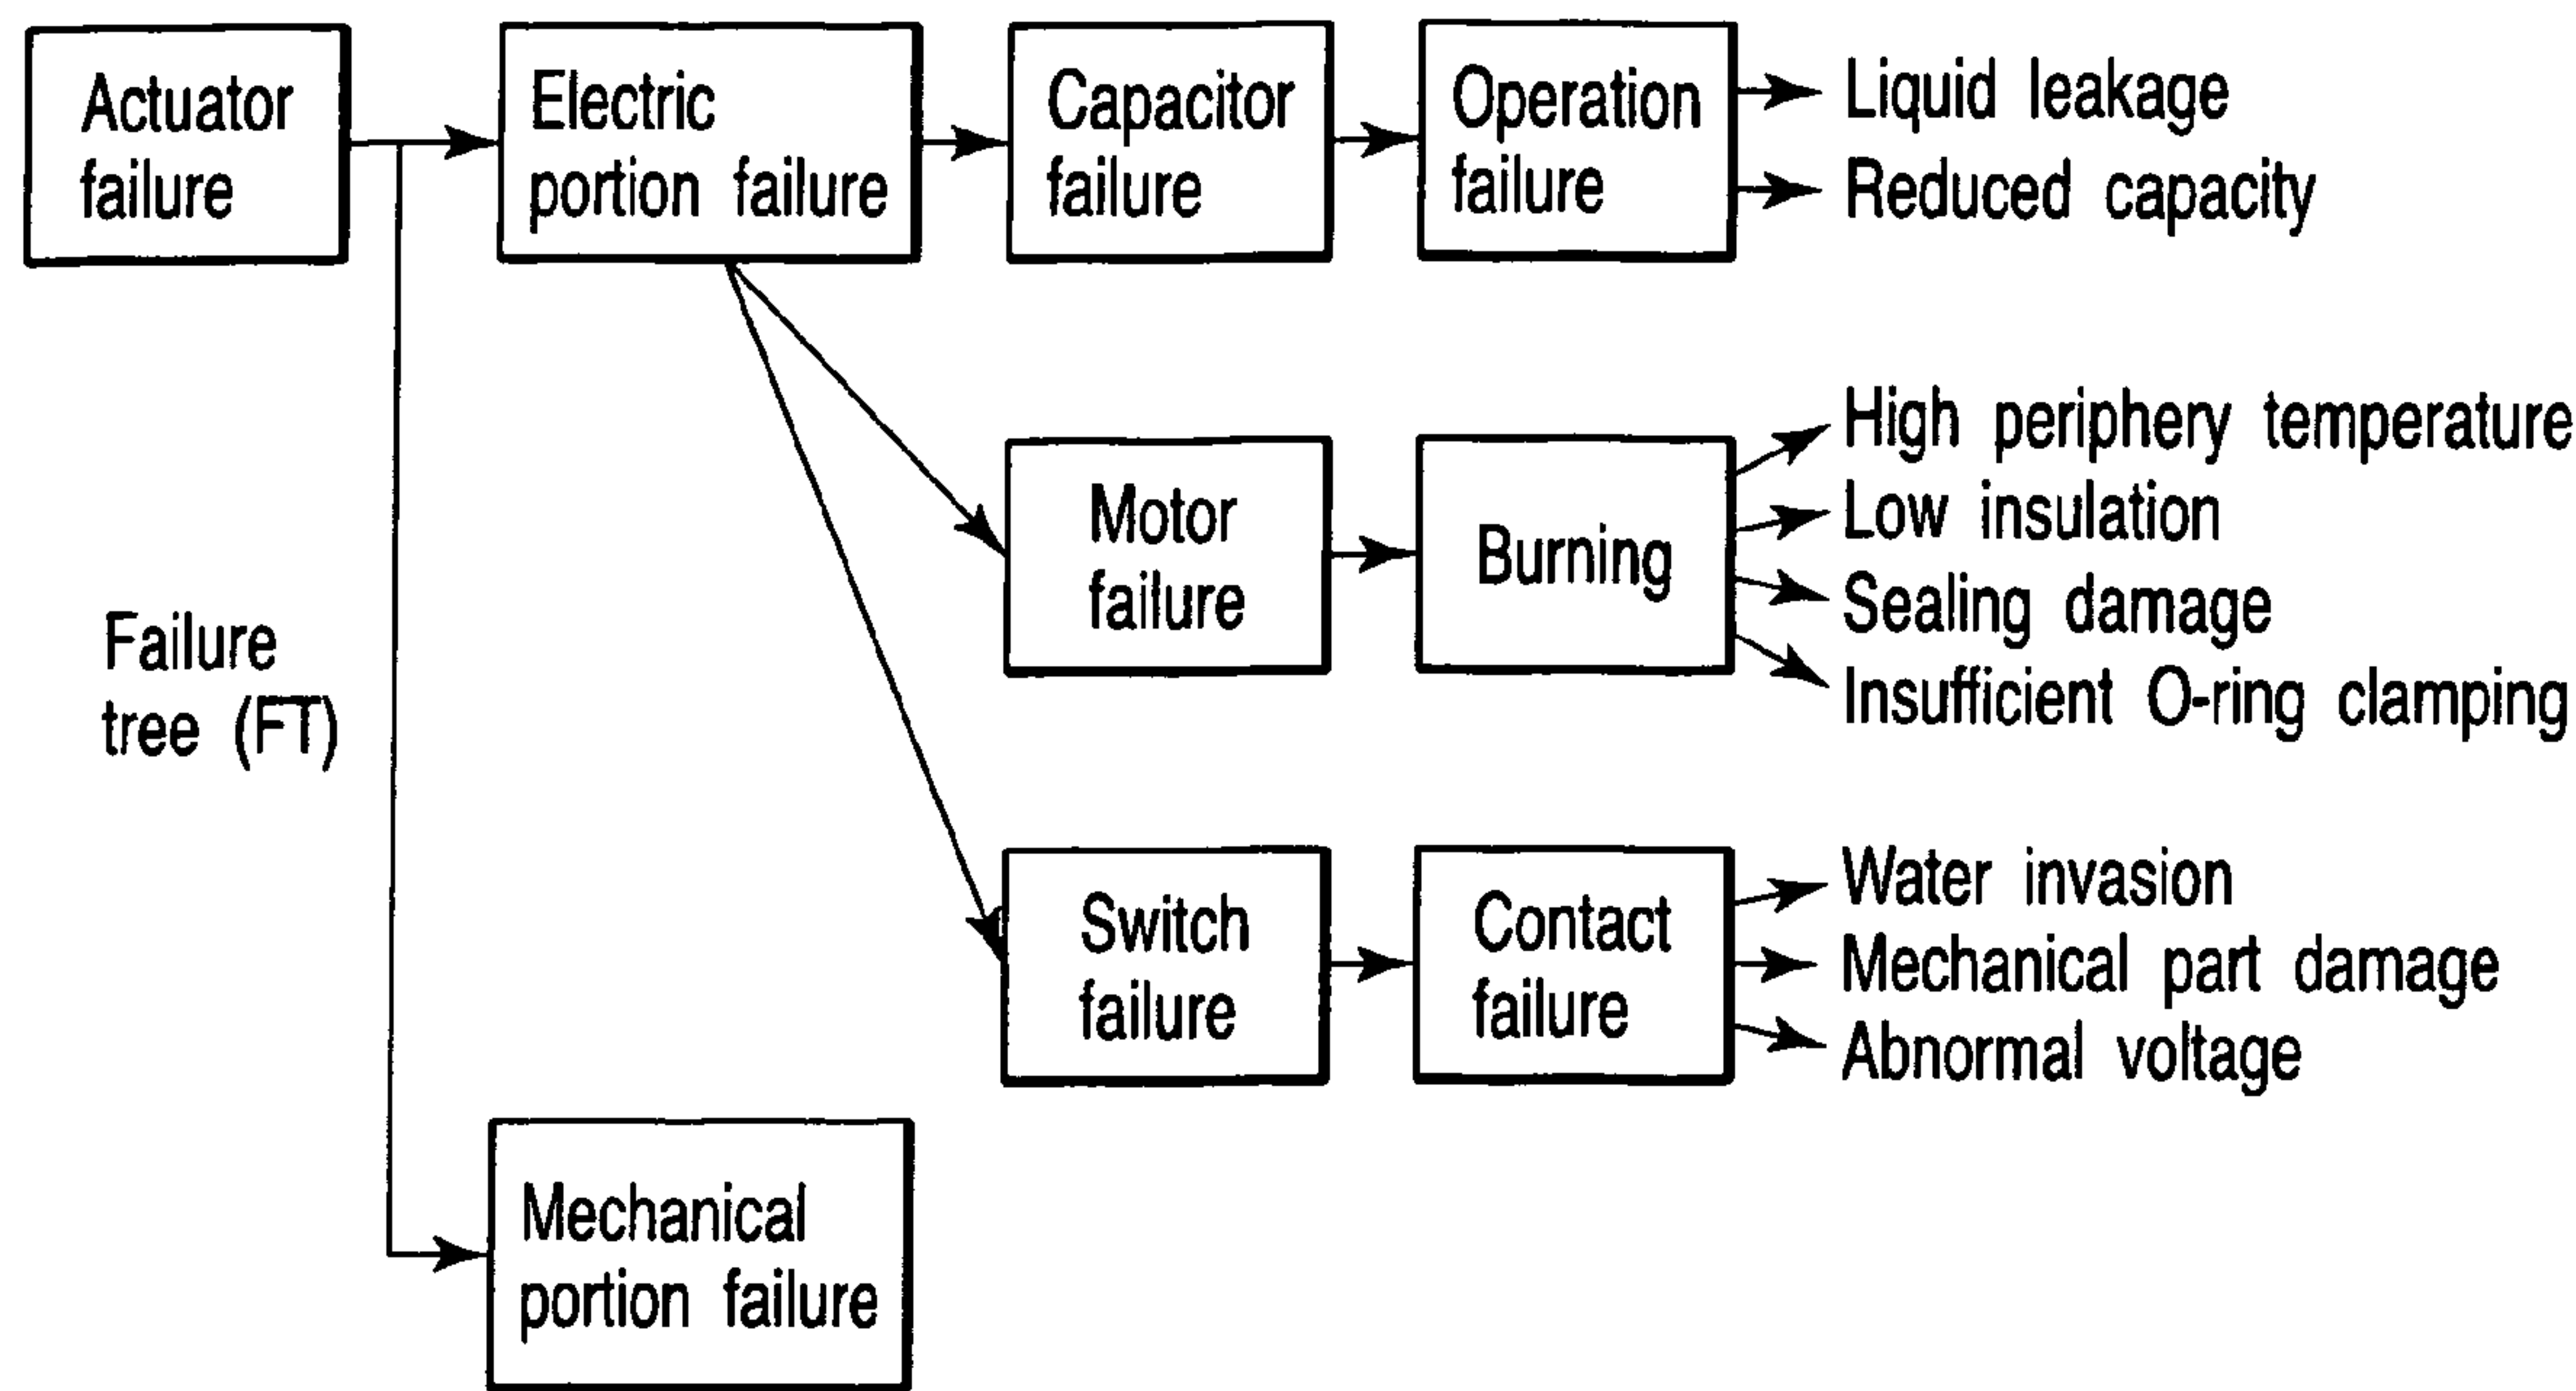 Actuator
failure
Electric
portion failure
Capacitor
failure
Operation
failure
Liquid leakage
Reduced capacity
Motor
failure
Burning
High periphery temperature
Low insulation
Sealing damage
Insufficient O-ring clamping
Failure
tree (FT)
Switch
failure
Contact
failure
Water invasion
Mechanical part damage
Abnormal voltage
Mechanical
portion failure